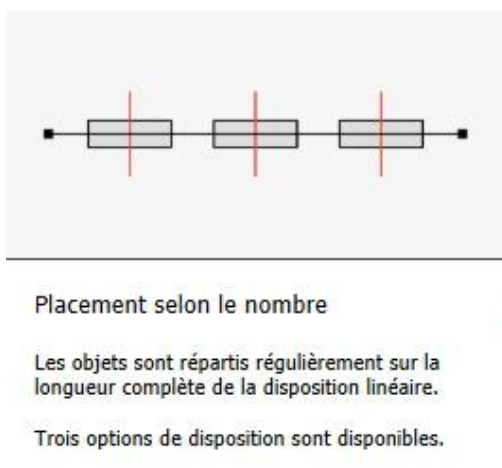 Placement selon le nombre
Les objets sont répartis régulièrement sur la
longueur complète de la disposition linéaire.
Trois options de disposition sont disponibles.